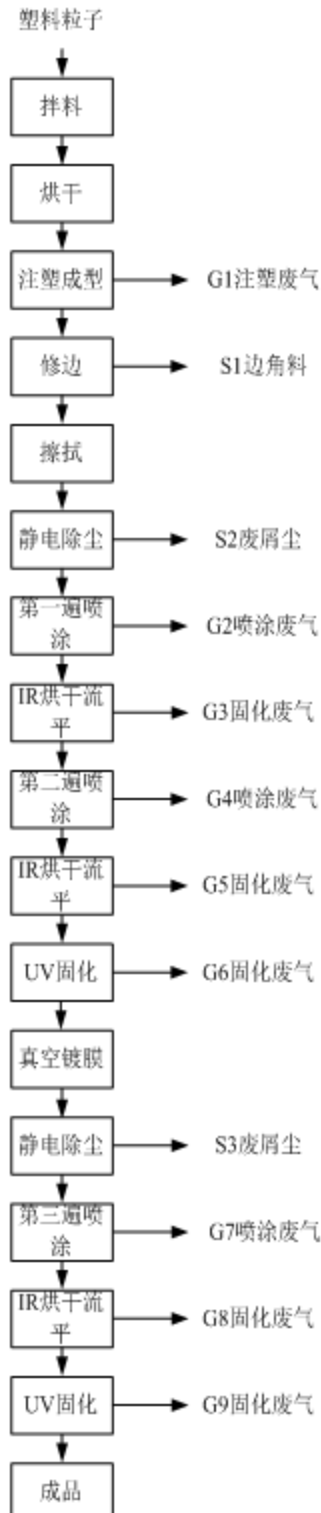 塑料粒子
拌料
烘干
注塑成型
G1注塑废气
修边
S1边角料
擦拭
静电除尘
S2废屑尘
第一遍喷
涂
G2喷涂废气
IR烘干流
平
G3固化废气
第二遍喷
涂
G4喷涂废气
IR烘干流
平
G5固化废气
UV固化
G6固化废气
真空镀膜
静电除尘
S3废屑尘
第三遍喷
涂
G7喷涂废气
IR烘干流
平
G8固化废气
UV固化
G9固化废气
成品